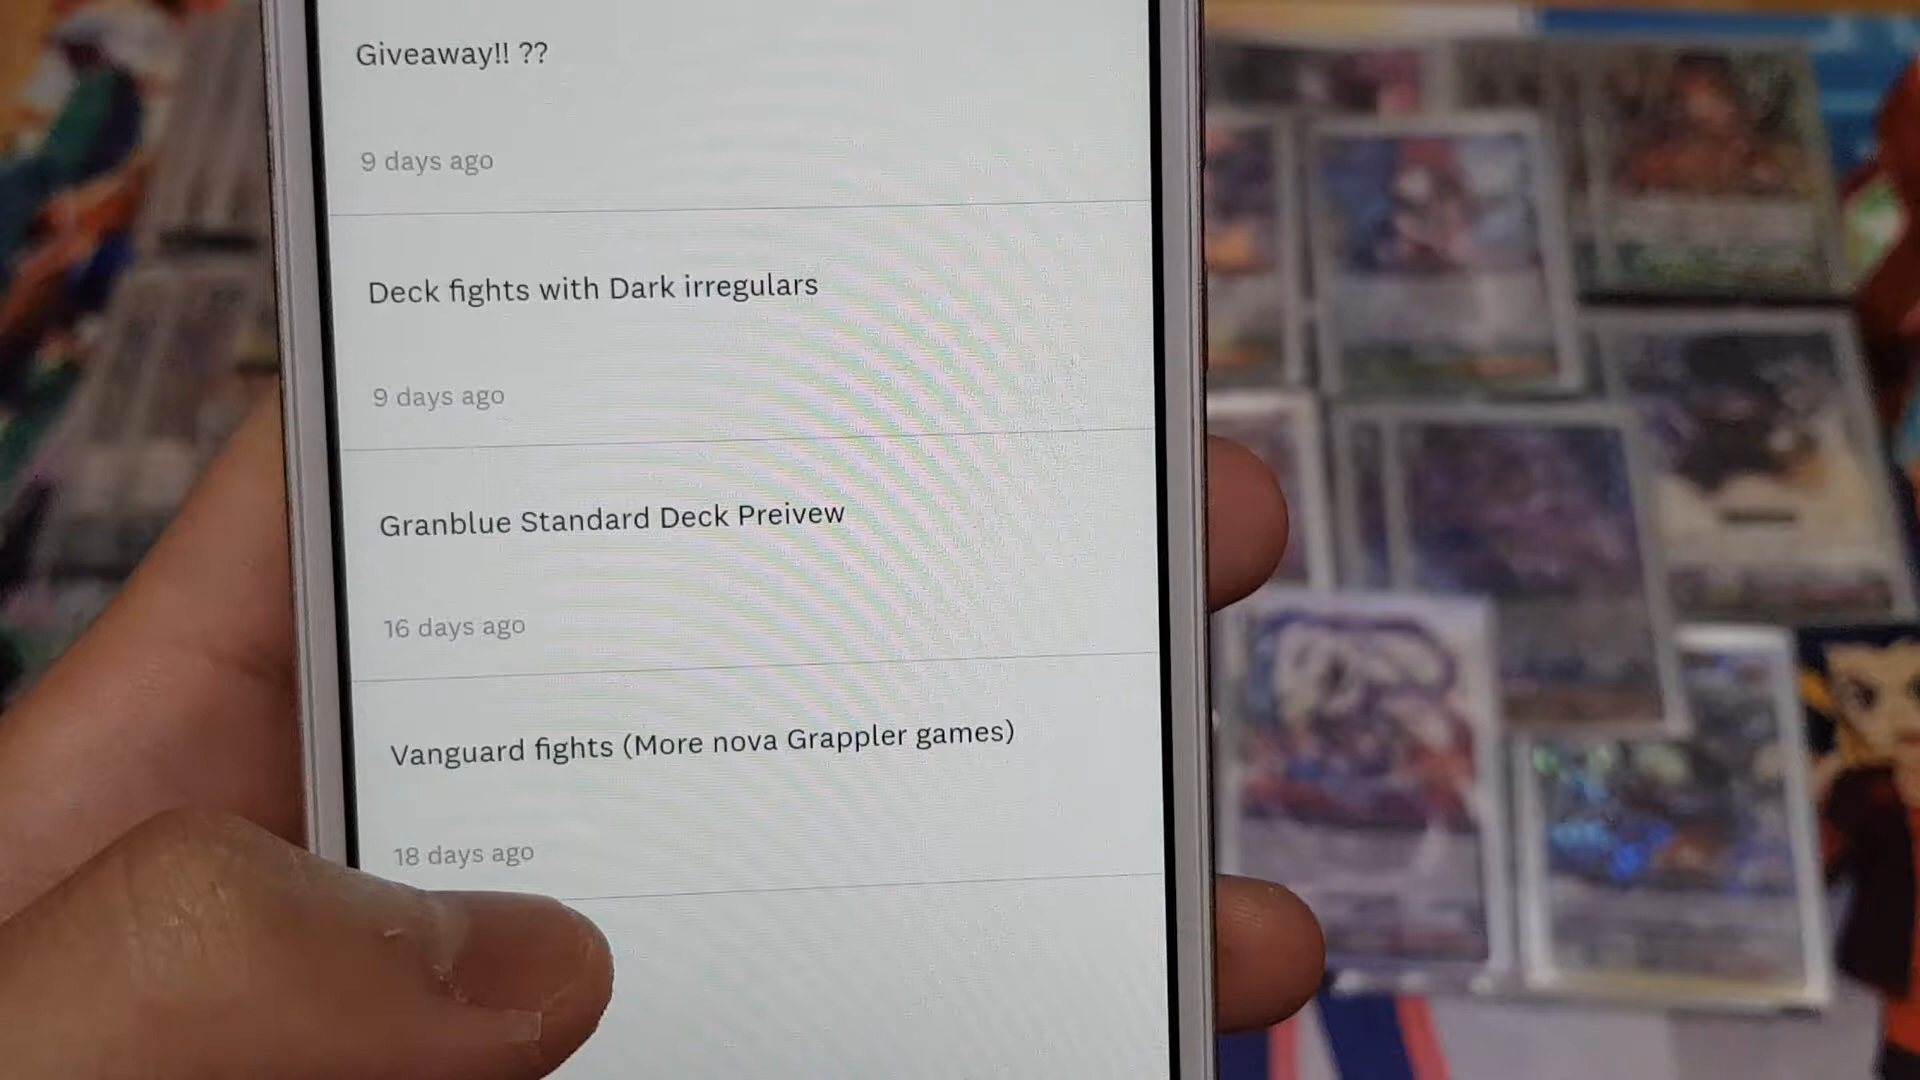 Giveaway!! ??
9 days ago
Deck fights with Dark irregulars
9 days ago
Granblue Standard Deck Preivew
16 days ago
Vanguard fights (More nova Grappler games)
18 days ago